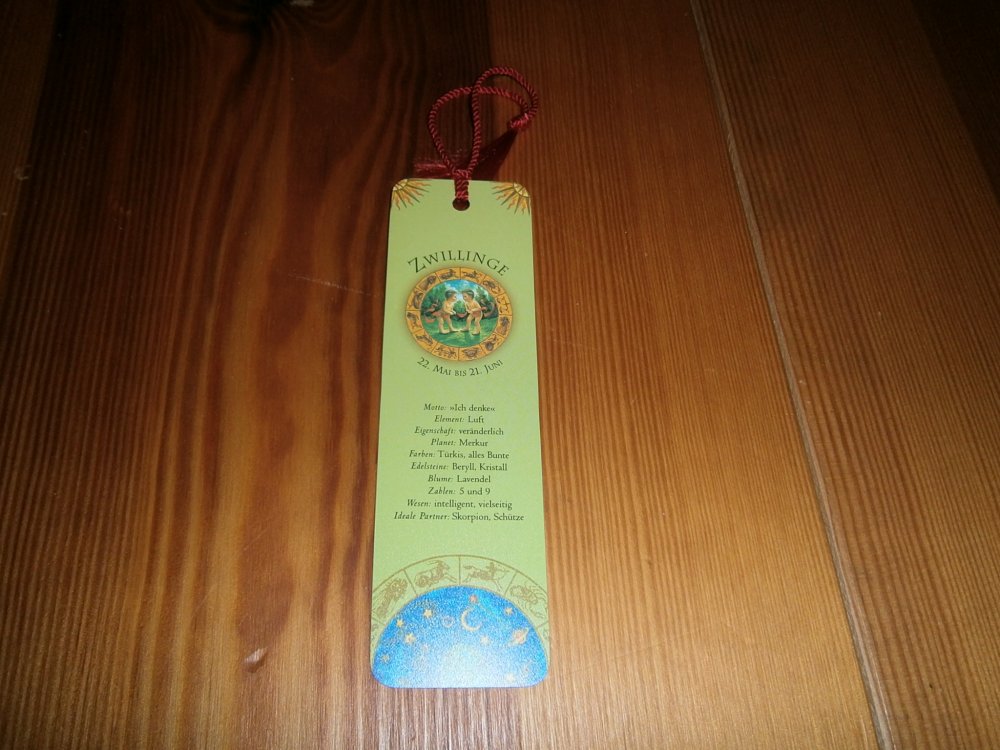 ZWILLINGE
22. MAI BIS 21. JUNI
Motto: »Ich denke«
Element: Luft
Eigenschaft: veränderlich
Planet: Merkur
Farben: Türkis, alles Bunte
Edelsteine: Beryll, Kristall
Blume: Lavendel
Zahlen: 5 und 9
Wesen: intelligent, vielseitig
Ideale Partner: Skorpion, Schütze